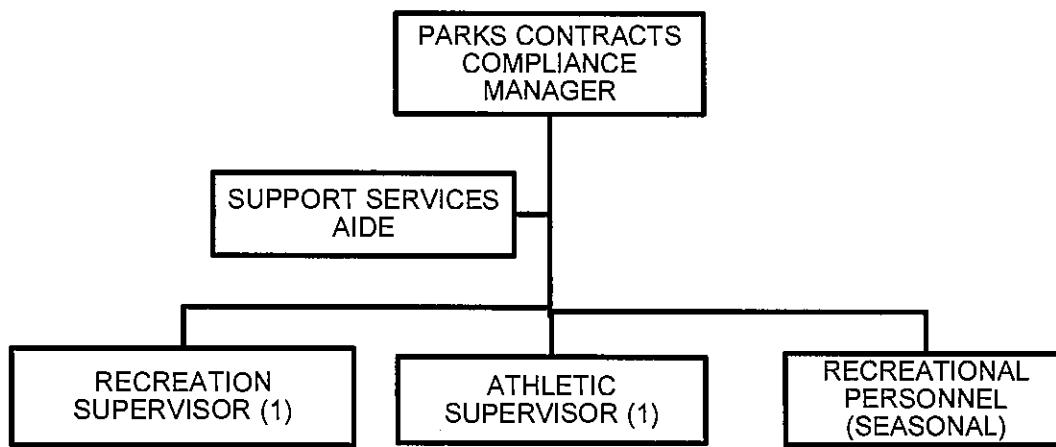 PARKS CONTRACTS
COMPLIANCE
MANAGER
SUPPORT SERVICES
AIDE
RECREATION
SUPERVISOR (1)
ATHLETIC
SUPERVISOR (1)
RECREATIONAL
PERSONNEL
(SEASONAL)